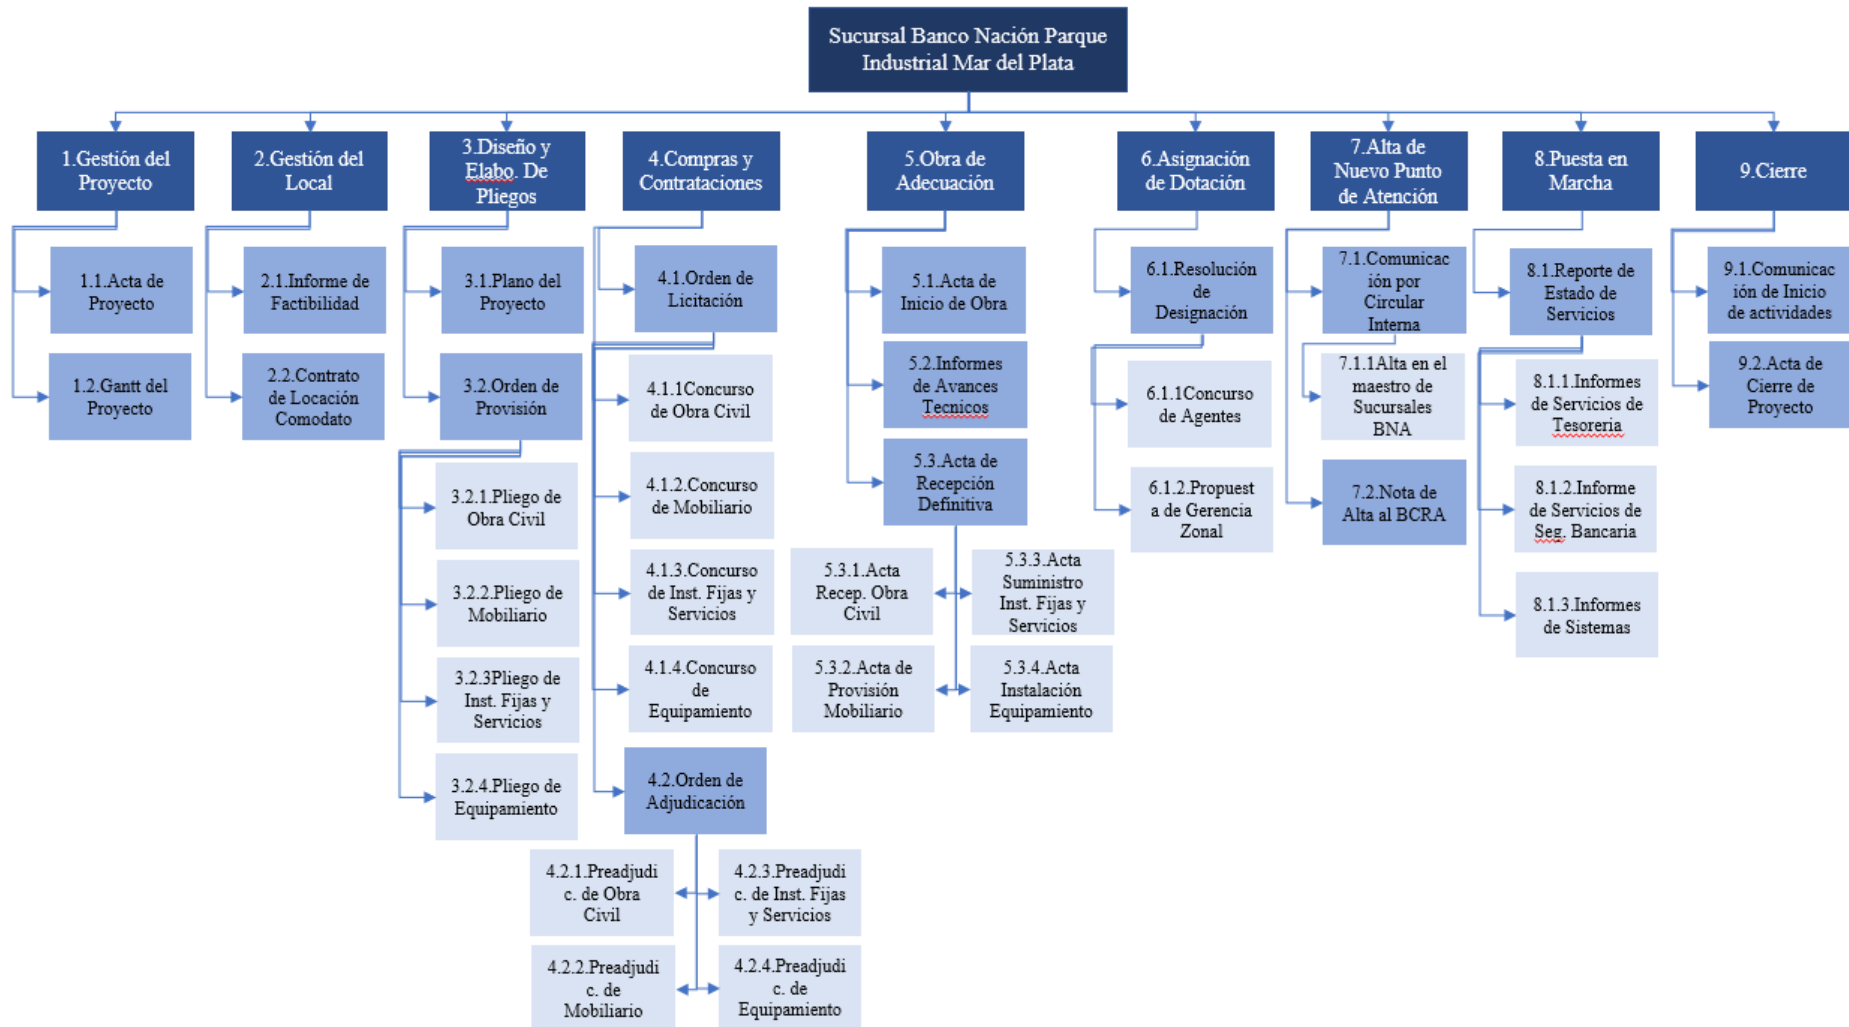 Sucursal Banco Nación Parque
Industrial Mar del Plata
1.Gestión del
Proyecto
2.Gestión del
Local
3.Diseño y
Elabo. De
Pliegos
4.Compras y
Contrataciones
5.Obra de
Adecuación
6.Asignación
de Dotación
7.Alta de
Nuevo Punto
de Atención
8.Puesta en
Marcha
9.Cierre
1.1.Acta de
Proyecto
1.2.Gantt del
Proyecto
2.1.Informe de
Factibilidad
2.2.Contrato
de Locación
Comodato
3.1.Plano del
Proyecto
3.2.Orden de
Provisión
3.2.1.Pliego de
Obra Civil
3.2.2.Pliego de
Mobiliario
3.2.3Pliego de
Inst. Fijas y
Servicios
3.2.4.Pliego de
Equipamiento
4.1.Orden de
Licitación
4.1.1Concurso
de Obra Civil
4.1.2.Concurso
de Mobiliario
4.1.3.Concurso
de Inst. Fijas y
Servicios
4.1.4.Concurso
de
Equipamiento
4.2.Orden de
Adjudicación
4.2.1.Preadjudi
c. de Obra
Civil
4.2.2.Preadjudi
c. de
Mobiliario
4.2.3.Preadjudi
c. de Inst. Fijas
y Servicios
4.2.4.Preadjudi
c. de
Equipamiento
5.1.Acta de
Inicio de Obra
5.2.Informes
de Avances
Tecnicos
5.3.Acta de
Recepción
Definitiva
5.3.1.Acta
Recep. Obra
Civil
5.3.2.Acta de
Provisión
Mobiliario
5.3.3.Acta
Suministro
Inst. Fijas y
Servicios
5.3.4.Acta
Instalación
Equipamiento
6.1.Resolución
de
Designación
6.1.1Concurso
de Agentes
6.1.2.Propuest
a de Gerencia
Zonal
7.1.Comunicac
ión por
Circular
Interna
7.1.1Alta en el
maestro de
Sucursales
BNA
7.2.Nota de
Alta al BCRA
8.1.Reporte de
Estado de
Servicios
8.1.1.Informes
de Servicios de
Tesoreria
8.1.2.Informe
de Servicios de
Seg. Bancaria
8.1.3.Informes
de Sistemas
9.1.Comunicac
ión de Inicio
de actividades
9.2.Acta de
Cierre de
Proyecto